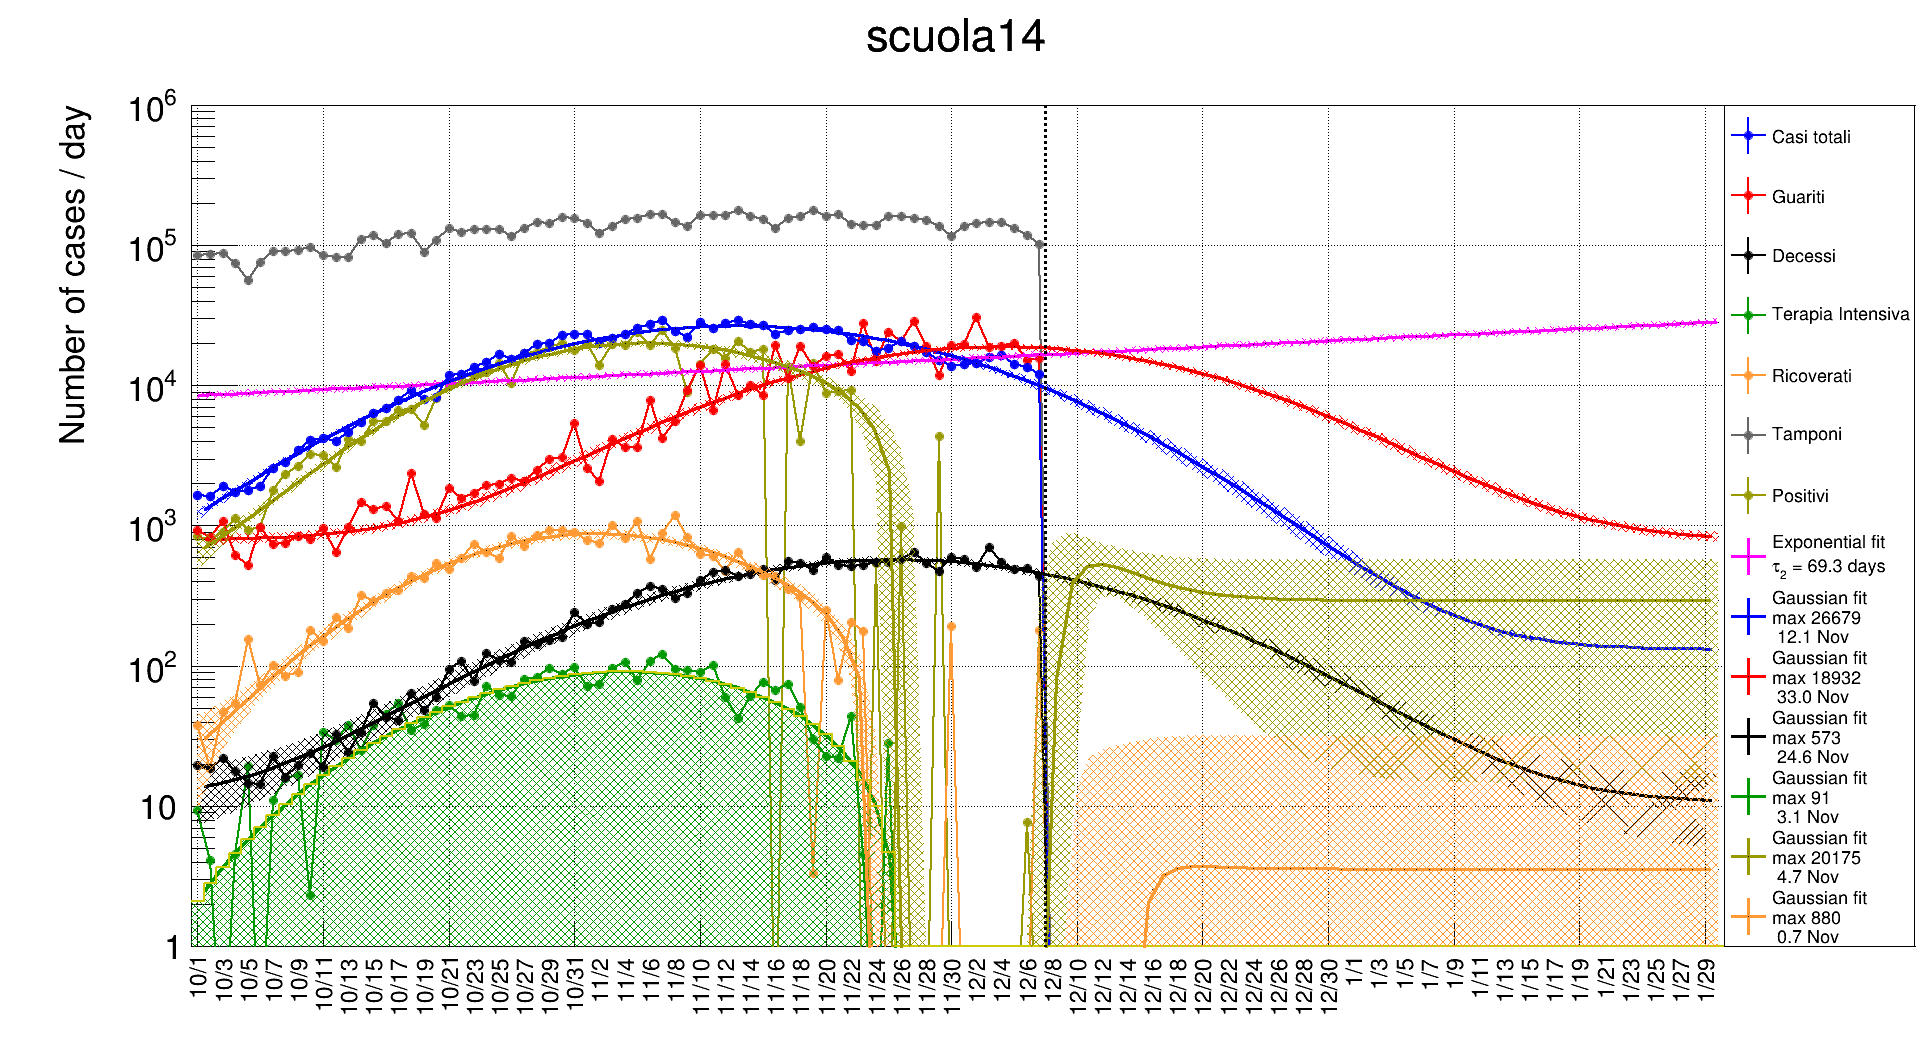 scuola14
Number of cases / day
10^6
10^5
10^4
10^3
10^2
10
1
10/1 10/3 10/5 10/7 10/9 10/11 10/13 10/15 10/17 10/19 10/21 10/23 10/25 10/27 10/29 10/31 11/2 11/4 11/6 11/8 11/10 11/12 11/14 11/16 11/18 11/20 11/22 11/24 11/26 11/28 11/30 12/2 12/4 12/6 12/8 12/10 12/12 12/14 12/16 12/18 12/20 12/22 12/24 12/26 12/28 12/30 1/1 1/3 1/5 1/7 1/9 1/11 1/13 1/15 1/17 1/19 1/21 1/23 1/25 1/27 1/29
Casi totali
Guariti
Decessi
Terapia Intensiva
Ricoverati
Tamponi
Positivi
Exponential fit
τ2 = 69.3 days
Gaussian fit
max 26679
12.1 Nov
Gaussian fit
max 18932
33.0 Nov
Gaussian fit
max 573
24.6 Nov
Gaussian fit
max 91
3.1 Nov
Gaussian fit
max 20175
4.7 Nov
Gaussian fit
max 880
0.7 Nov